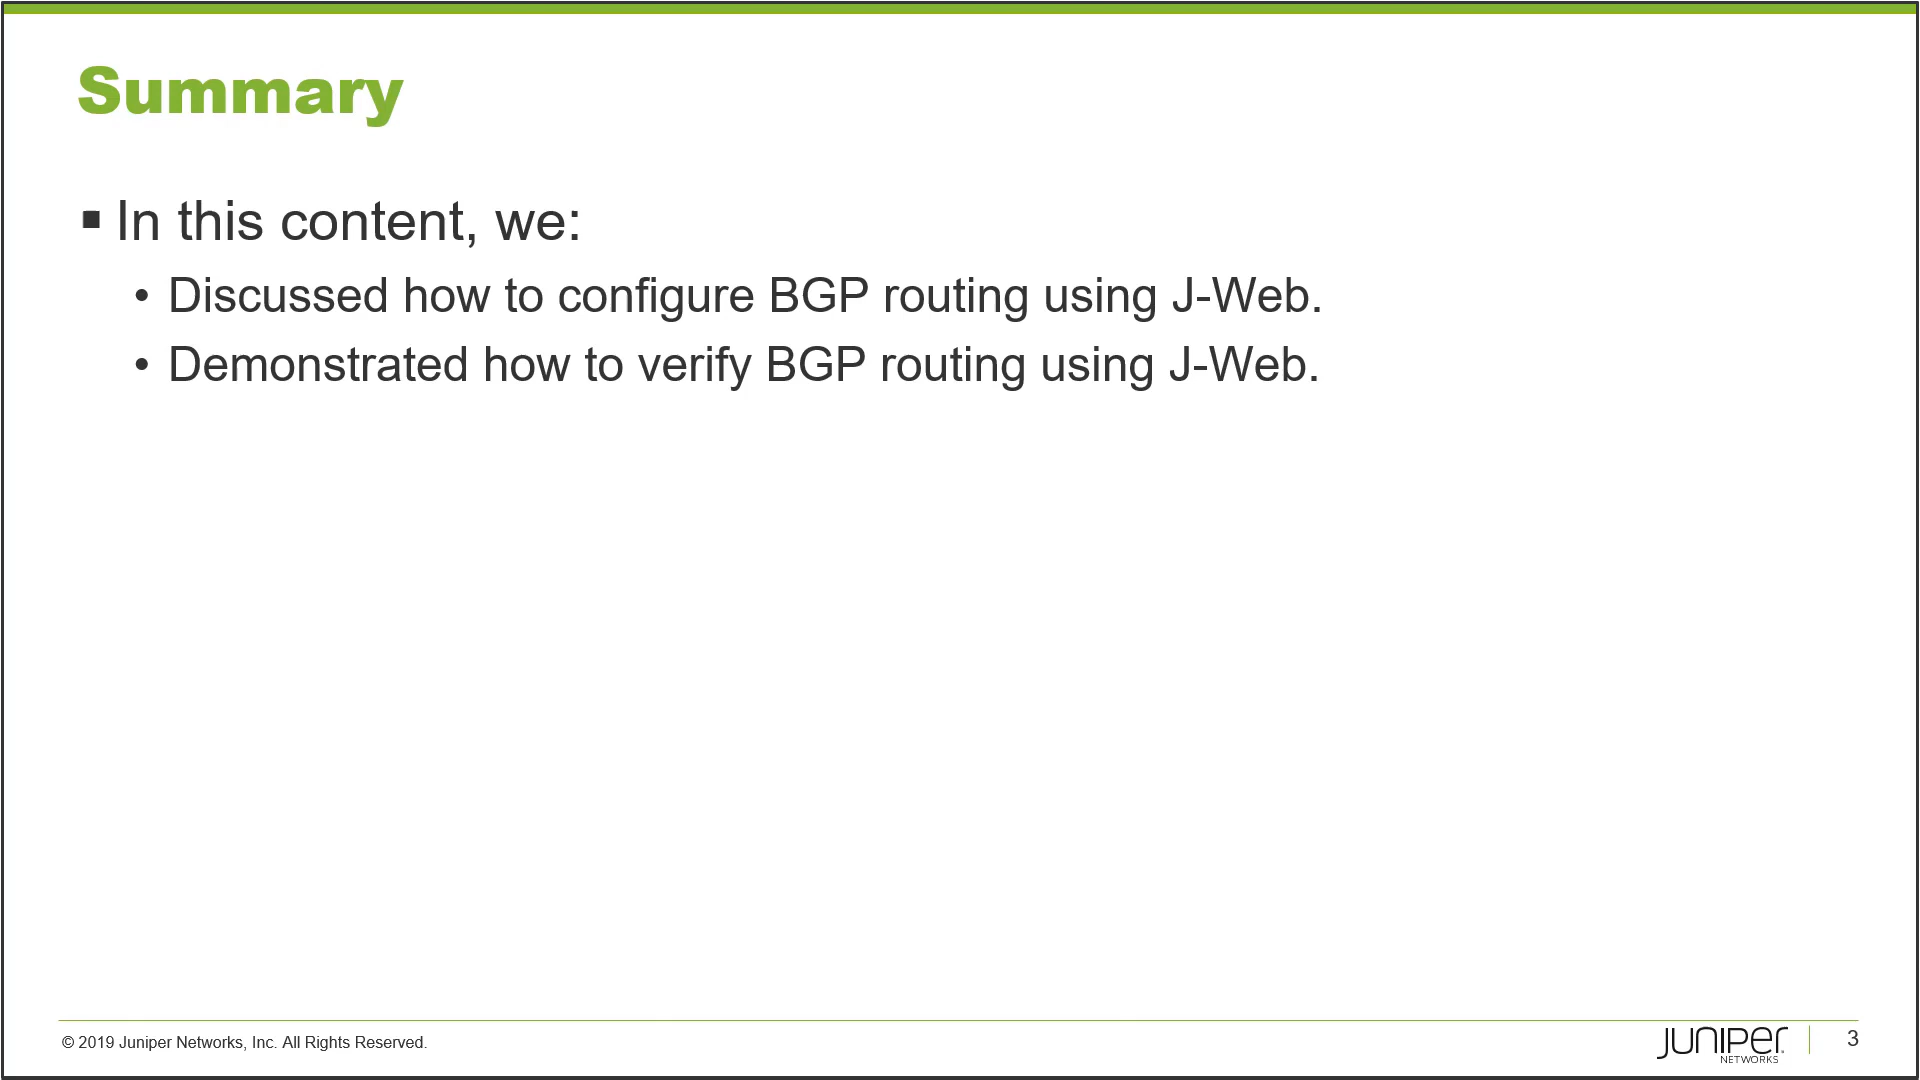 Summary
▪ In this content, we:
• Discussed how to configure BGP routing using J-Web.
• Demonstrated how to verify BGP routing using J-Web.
© 2019 Juniper Networks, Inc. All Rights Reserved.
JUNIPER
NETWORKS
3